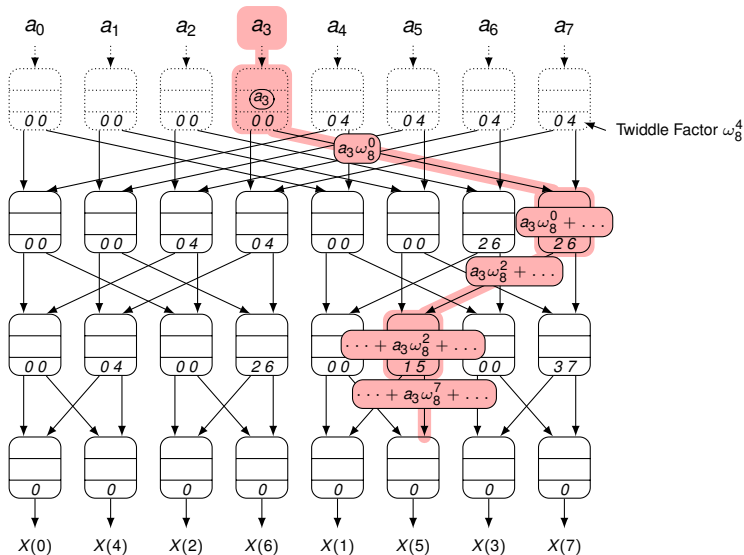 a₀ a₁ a₂ a₃ a₄ a₅ a₆ a₇
a₃
0 0 0 0 0 0 0 0 0 4 0 4 0 4 0 4
Twiddle Factor ω₈⁴
a₃ω₈⁰
a₃ω₈⁰ + . . .
0 0 0 0 0 4 0 4 0 0 0 0 2 6 2 6
a₃ω₈² + . . .
· · · + a₃ω₈² + . . .
0 0 0 4 0 0 2 6 0 0 1 5 0 0 3 7
· · · + a₃ω₈⁷ + . . .
0 0 0 0 0 0 0 0
X(0) X(4) X(2) X(6) X(1) X(5) X(3) X(7)